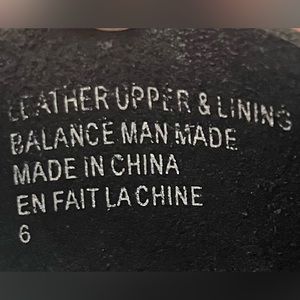 LEATHER UPPER & LINING
BALANCE MAN MADE
MADE IN CHINA
EN FAIT LA CHINE
6